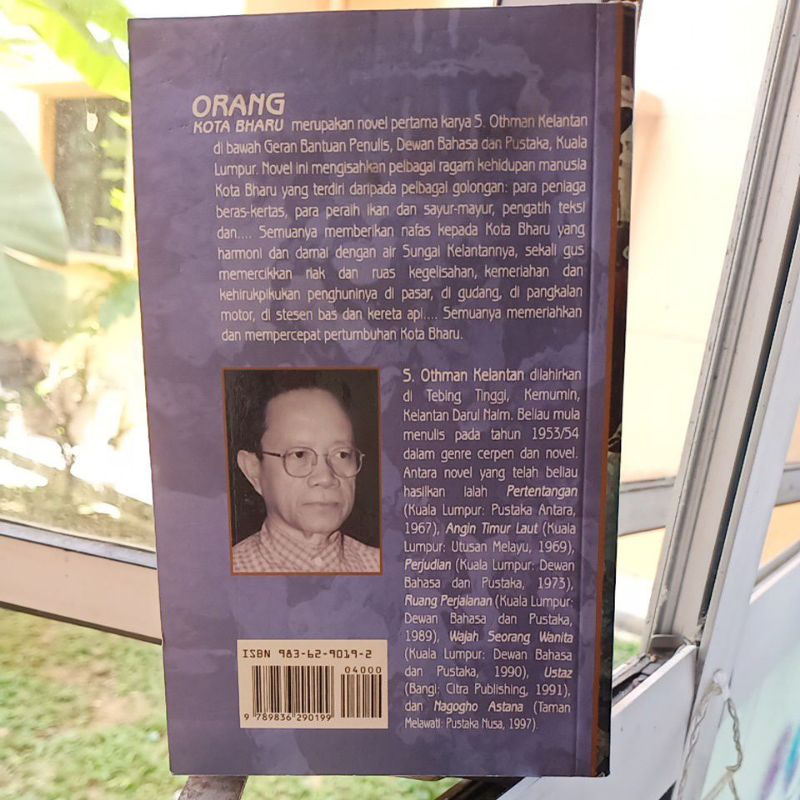 ORANG
KOTA BHARU merupakan novel pertama karya S. Othman Kelantan
di bawah Geran Bantuan Penulis, Dewan Bahasa dan Pustaka, Kuala
Lumpur. Novel ini mengisahkan pelbagai ragam kehidupan manusia
Kota Bharu yang terdiri daripada pelbagai golongan: para peniaga
beras-kertas, para peraih ikan dan sayur-mayur, pengatih teksi
dan.... Semuanya memberikan nafas kepada Kota Bharu yang
harmoni dan damai dengan air Sungai Kelantannya, sekali gus
memercikkan riak dan ruas kegelisahan, kemeriahan dan
kehirukpikukan penghuninya di pasar, di gudang, di pangkalan
motor, di stesen bas dan kereta api.... Semuanya memeriahkan
dan mempercepat pertumbuhan Kota Bharu.
S. Othman Kelantan dilahirkan
di Tebing Tinggi, Kemumin,
Kelantan Darul Naim. Beliau mula
menulis pada tahun 1953/54
dalam genre cerpen dan novel.
Antara novel yang telah beliau
hasilkan ialah Pertentangan
(Kuala Lumpur: Pustaka Antara,
1967), Angin Timur Laut (Kuala
Lumpur: Utusan Melayu, 1969),
Perjudian (Kuala Lumpur: Dewan
Bahasa dan Pustaka, 1973),
Ruang Perjalanan (Kuala Lumpur:
Dewan Bahasa dan Pustaka,
1989), Wajah Seorang Wanita
(Kuala Lumpur: Dewan Bahasa
dan Pustaka, 1990), Ustaz
(Bangi: Citra Publishing, 1991),
dan Nagogho Astana (Taman
Melawati: Pustaka Nusa, 1997).
ISBN 983-62-9019-2
04000
9 789836 290199